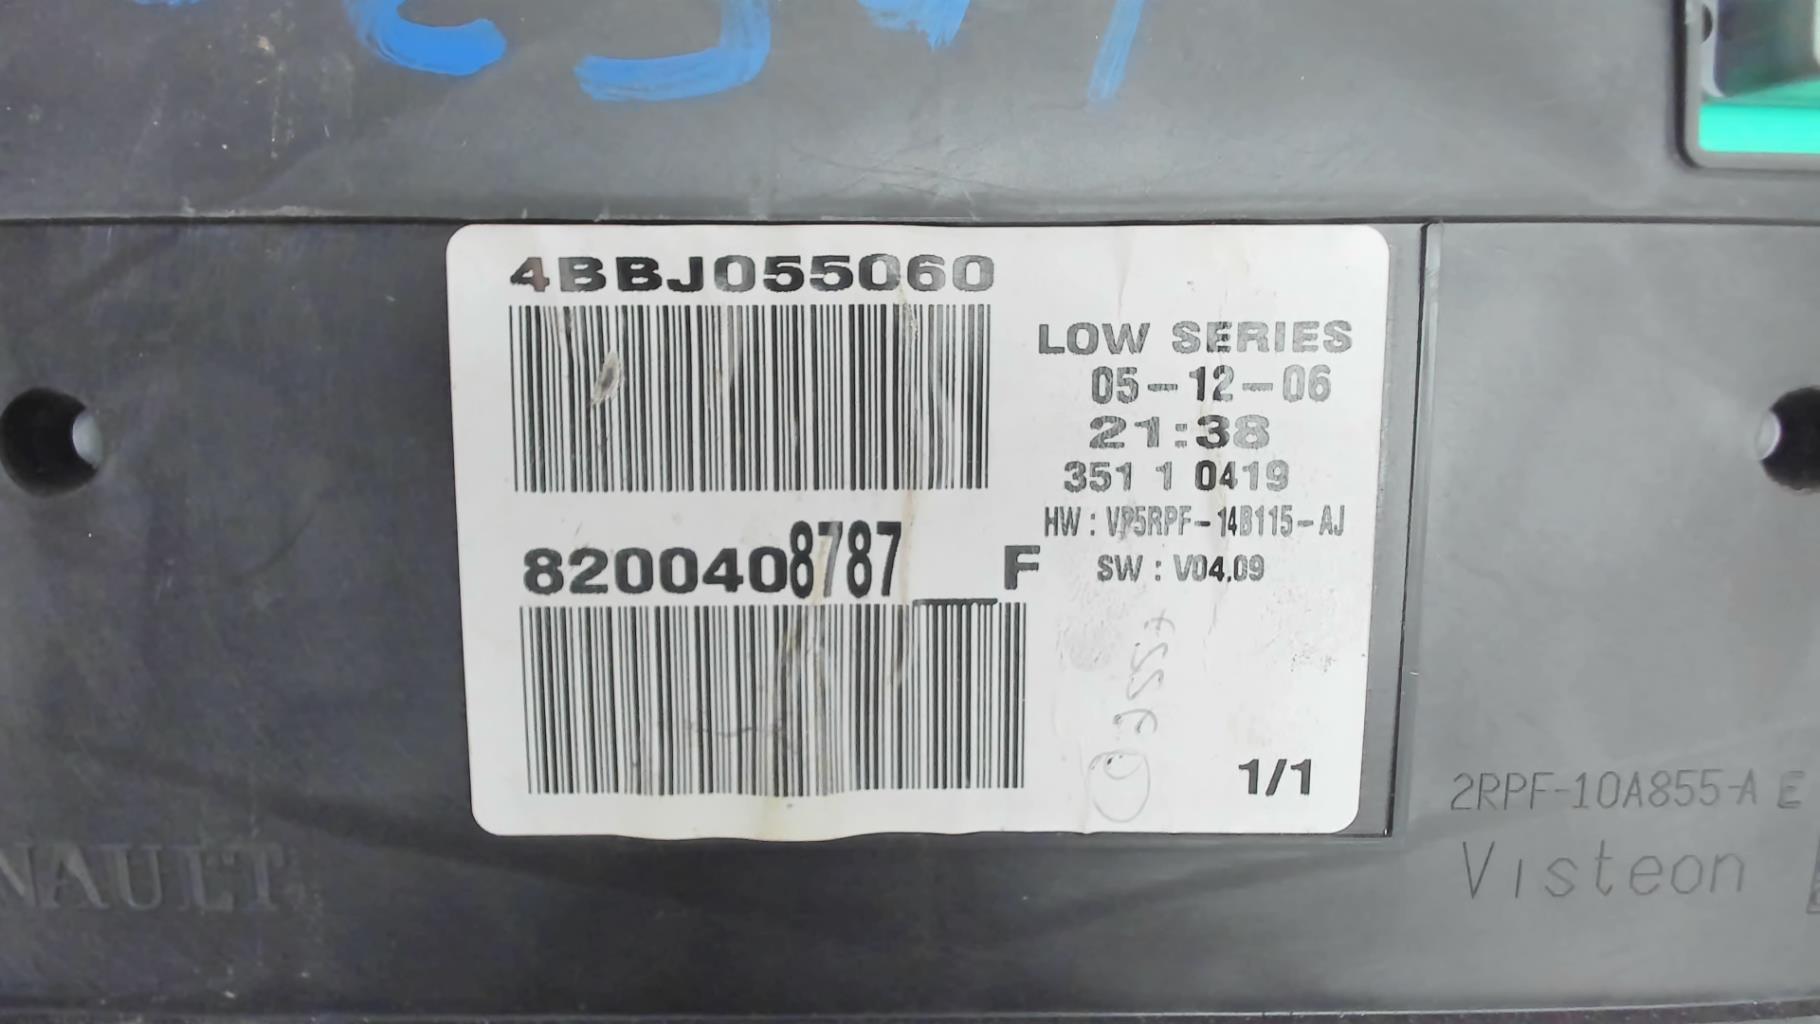 4BBJ055060
LOW SERIES
05-12-06
21:38
351 1 0419
HW : VP5RPF-14B115-AJ
SW : V04.09
8200408787__F
1/1
2RPF-10A855-A E
Visteon
NAULT